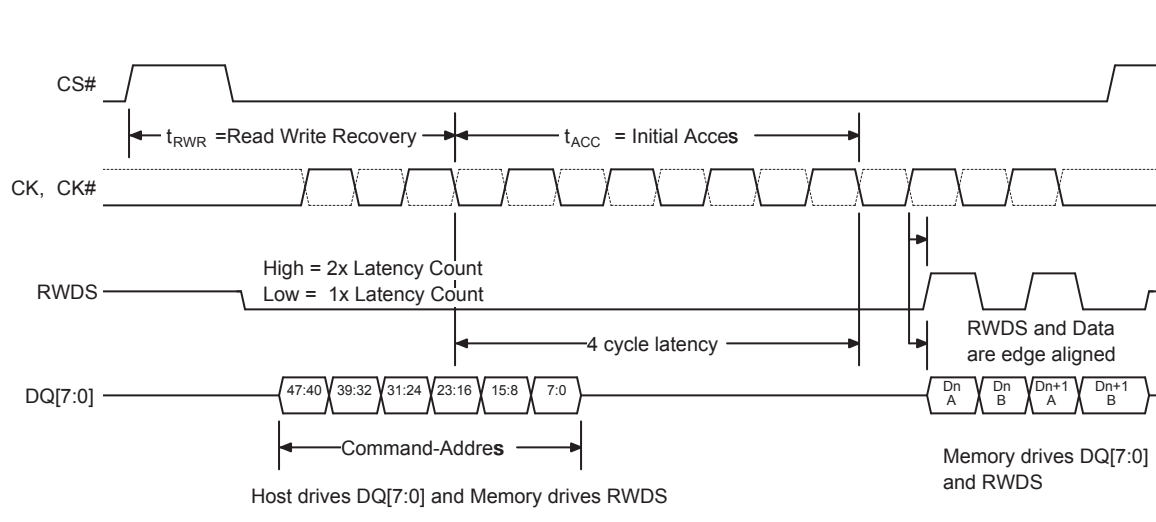 CS#
tRWR =Read Write Recovery
tACC = Initial Acces
CK, CK#
High = 2x Latency Count
Low = 1x Latency Count
RWDS
RWDS and Data
are edge aligned
4 cycle latency
DQ[7:0]
47:40 39:32 31:24 23:16 15:8 7:0
Dn Dn Dn+1 Dn+1
A B A B
Command-Addres
Memory drives DQ[7:0]
and RWDS
Host drives DQ[7:0] and Memory drives RWDS